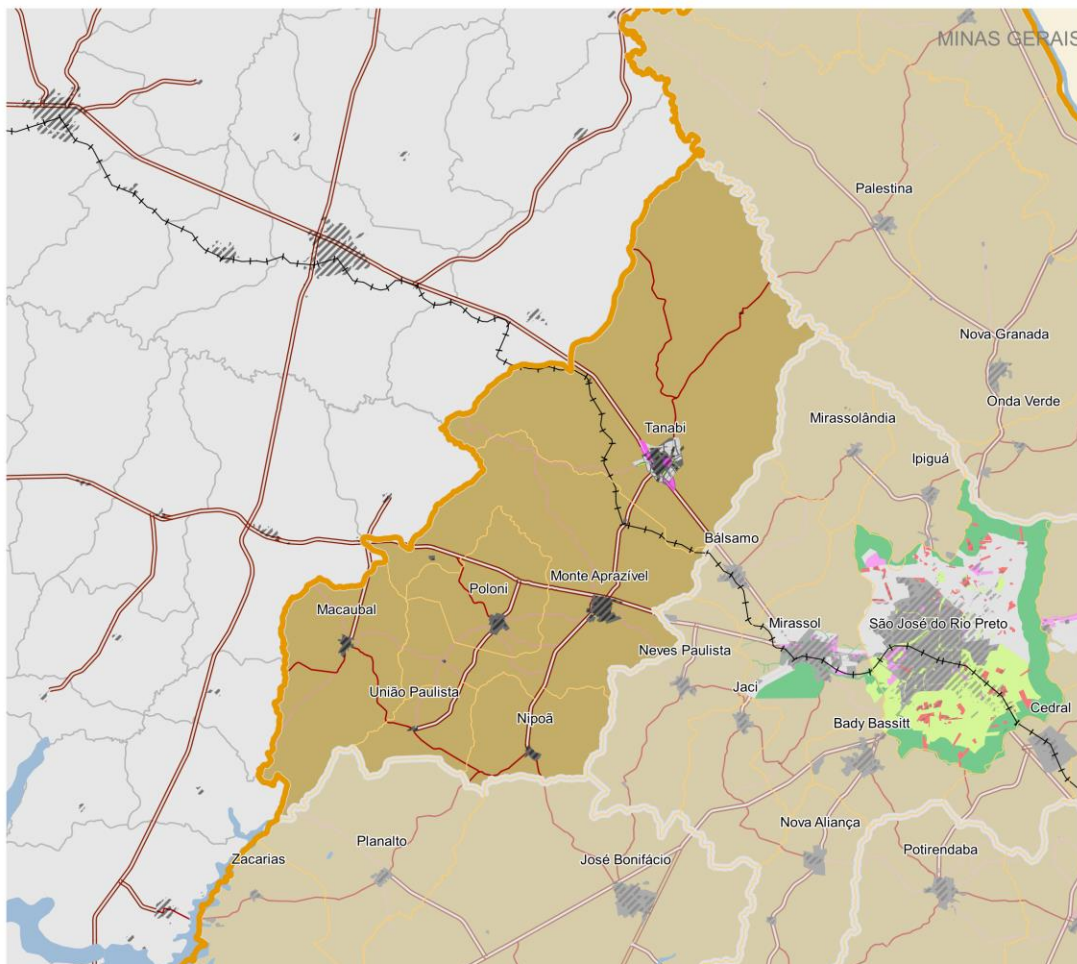 MINAS GERAIS
Palestina
Nova Granada
Onda Verde
Mirassolândia
Tanabi
Ipiguá
Bálsamo
Monte Aprazível
Poloni
Macaubal
Mirassol
São José do Rio Preto
Neves Paulista
União Paulista
Jaci
Cedral
Nipoã
Bady Bassitt
Nova Aliança
Planalto
Potirendaba
Zacarias
José Bonifácio